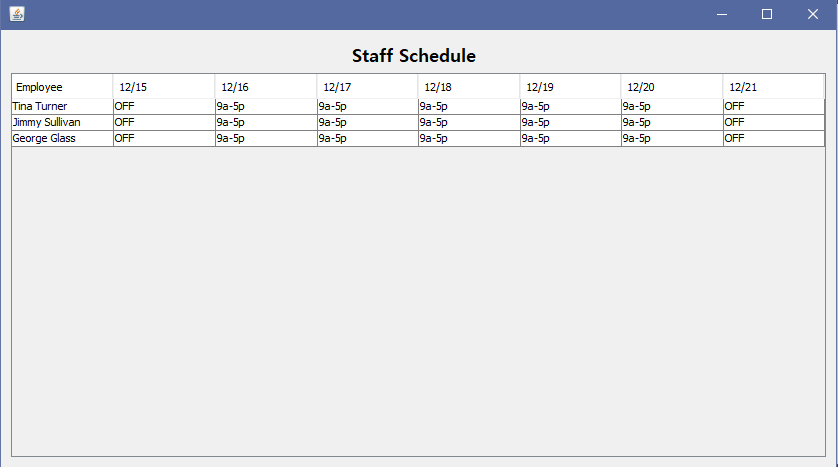 Staff Schedule
Employee 12/15 12/16 12/17 12/18 12/19 12/20 12/21
Tina Turner OFF 9a-5p 9a-5p 9a-5p 9a-5p 9a-5p OFF
Jimmy Sullivan OFF 9a-5p 9a-5p 9a-5p 9a-5p 9a-5p OFF
George Glass OFF 9a-5p 9a-5p 9a-5p 9a-5p 9a-5p OFF